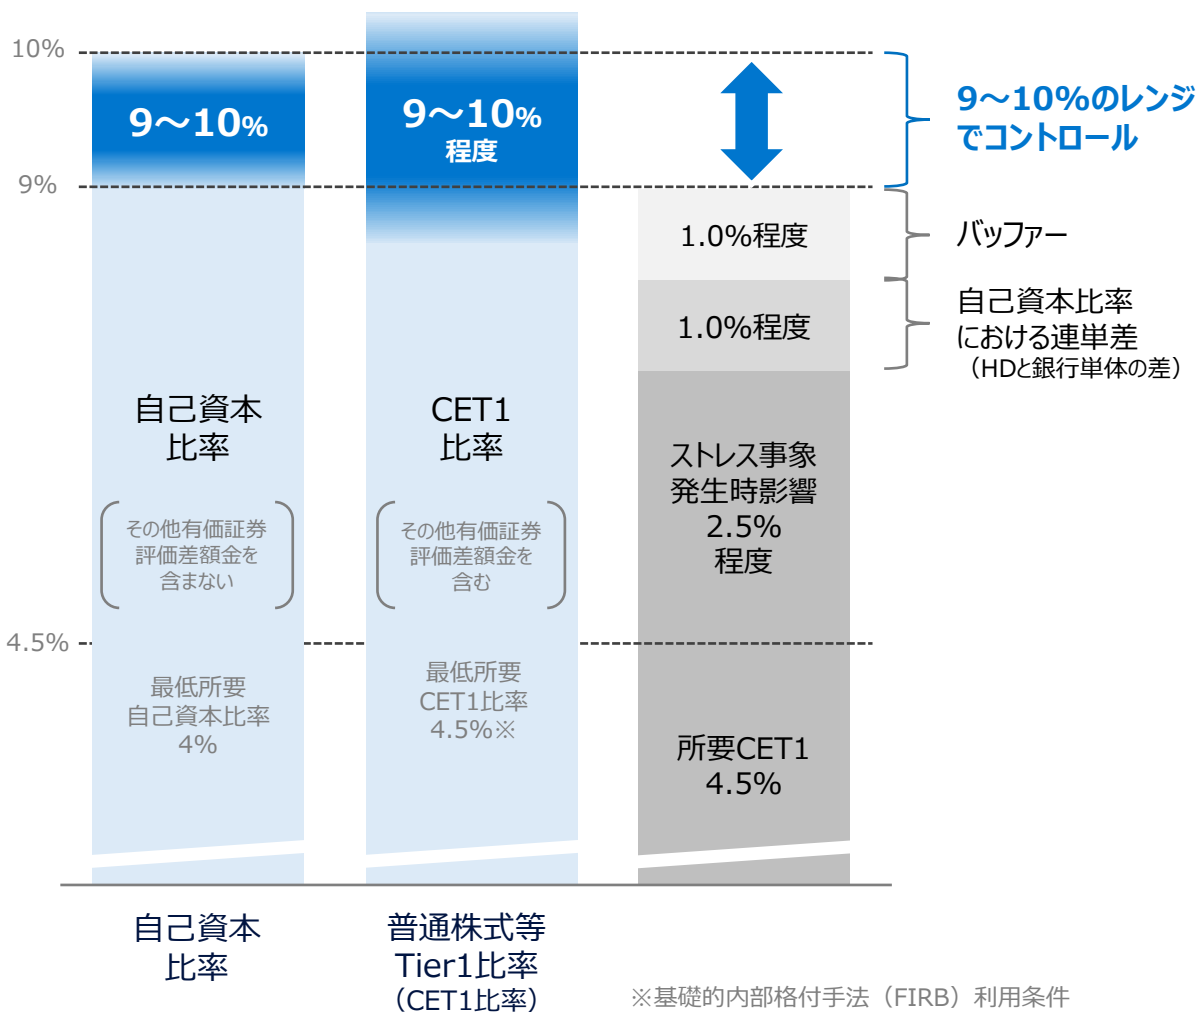 10%
9%
4.5%
9～10%
自己資本
比率
その他有価証券
評価差額金を
含まない
最低所要
自己資本比率
4%
9～10%
程度
CET1
比率
その他有価証券
評価差額金を
含む
最低所要
CET1比率
4.5%※
1.0%程度
1.0%程度
ストレス事象
発生時影響
2.5%
程度
所要CET1
4.5%
9～10%のレンジ
でコントロール
バッファー
自己資本比率
における連単差
（HDと銀行単体の差）
自己資本
比率
普通株式等
Tier1比率
（CET1比率）
※基礎的内部格付手法（FIRB）利用条件